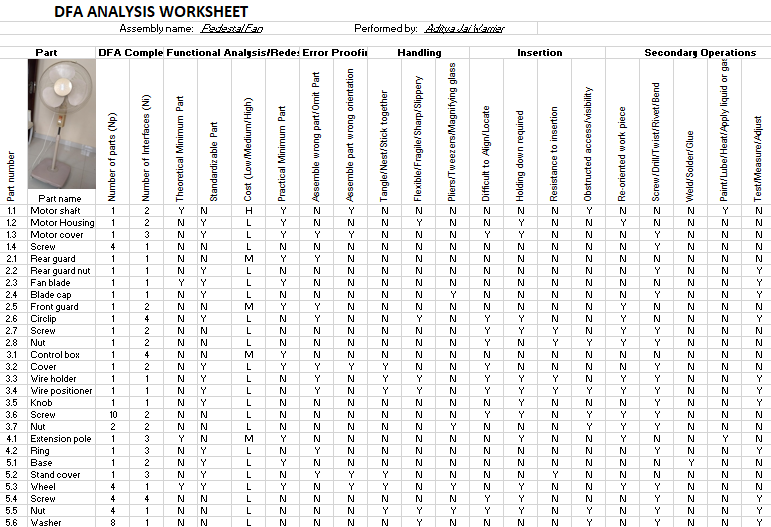 DFA ANALYSIS WORKSHEET
Assembly name: Pedestal Fan Performed by: Aditya Jai Warrier
Part DFA Comple Functional Analysis/Redes Error Proofin Handling Insertion Secondary Operations
Part number
Part name
Number of parts (Np)
Number of Interfaces (Ni)
Theoretical Minimum Part
Standardizable Part
Cost (Low/Medium/High)
Practical Minimum Part
Assemble wrong part/Omit Part
Assemble part wrong orientation
Tangle/Nest/Stick together
Flexible/Fragile/Sharp/Slippery
Pliers/Tweezers/Magnifying glass
Difficult to Align/Locate
Holding down required
Resistance to insertion
Obstructed access/visibility
Re-oriented work piece
Screw/Drill/Twist/Rivet/Bend
Weld/Solder/Glue
Paint/Lube/Heat/Apply liquid or gas
Test/Measure/Adjust
1.1 Motor shaft 1 2 Y N H Y N Y N N N N N N Y N N N Y N
1.2 Motor Housing 1 2 N Y L Y N N N Y N N Y N N Y N N N N
1.3 Motor cover 1 3 N Y L Y Y Y N N N Y N N N N Y N N Y
1.4 Screw 4 1 N N L N N N N N N N N N N N Y N N N
2.1 Rear guard 1 1 N N M Y Y N N N N N N N N N N N N N
2.2 Rear guard nut 1 1 N Y L N N N N N N N N N N N Y N N Y
2.3 Fan blade 1 1 Y Y L Y N N N N N N N N N N N N N Y
2.4 Blade cap 1 1 N Y L N N N N N Y N N N N N Y N N Y
2.5 Front guard 1 2 N N M Y Y N N N N N N N N Y N N N Y
2.6 Circlip 1 4 N Y L N Y N N Y N Y Y N N Y Y N N Y
2.7 Screw 1 2 N N L N N N N N N Y Y Y N Y Y N N Y
2.8 Nut 1 2 N N L N N N N N N Y N Y Y Y Y N N Y
3.1 Control box 1 4 N N M Y N N N N N N N N N N N N N N
3.2 Cover 1 2 N Y L Y Y Y Y N N N N N N N Y N N N
3.3 Wire holder 1 1 N Y L N Y N Y Y N Y Y Y N Y Y N N N
3.4 Wire positioner 1 1 N Y L N Y N Y Y N Y Y Y Y Y Y N N Y
3.5 Knob 1 1 N Y L N N N N N N N N N N N N N N Y
3.6 Screw 10 2 N N L N N N N N N Y Y N Y Y Y N N Y
3.7 Nut 2 2 N N L N N N N N Y N N N Y Y Y N N Y
4.1 Extension pole 1 3 Y N M Y N N N N N N Y N N Y N N Y N
4.2 Ring 1 3 N Y L N Y N N N N N N N N N Y N N Y
5.1 Base 1 2 N Y L Y N N N N N N N N N N N Y N N
5.2 Stand cover 1 3 N Y L N Y Y Y N N N N Y N N N N N N
5.3 Wheel 4 1 Y Y L Y N Y Y N Y N N N N Y Y N N Y
5.4 Screw 4 4 N N L N N N N N N Y Y N N Y Y N N Y
5.5 Nut 4 1 N N L N N N Y Y Y Y Y N Y Y Y N N Y
5.6 Washer 8 1 N N L N N N N N Y Y Y N Y Y N N N Y